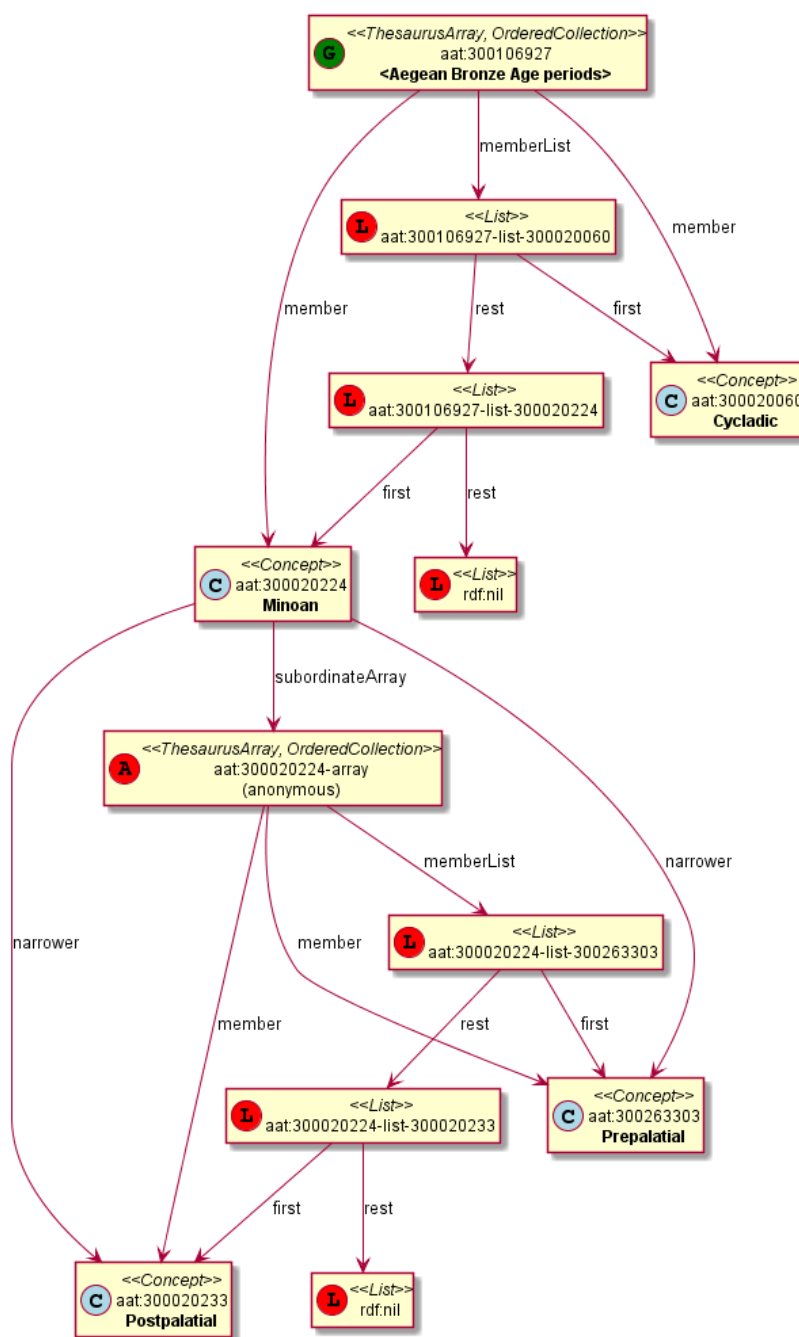 <<ThesaurusArray, OrderedCollection>>
G
aat:300106927
<Aegean Bronze Age periods>
memberList
<<List>>
L
aat:300106927-list-300020060
member
member
rest
first
<<List>>
L
aat:300106927-list-300020224
<<Concept>>
C
aat:300020060
Cycladic
first
rest
<<Concept>>
C
aat:300020224
Minoan
<<List>>
L
rdf:nil
subordinateArray
<<ThesaurusArray, OrderedCollection>>
A
aat:300020224-array
(anonymous)
memberList
narrower
narrower
member
<<List>>
L
aat:300020224-list-300263303
member
rest
first
<<List>>
L
aat:300020224-list-300020233
<<Concept>>
C
aat:300263303
Prepalatial
first
rest
<<Concept>>
C
aat:300020233
Postpalatial
<<List>>
L
rdf:nil